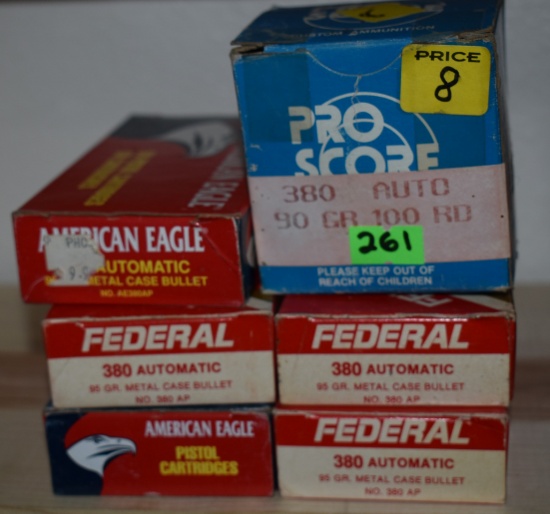 PRO SCORE
PRICE
8
380 AUTO
90 GR 100 RD
261
PLEASE KEEP OUT OF
REACH OF CHILDREN
AMERICAN EAGLE
AUTOMATIC
METAL CASE BULLET
NO. AE380AP
FEDERAL
380 AUTOMATIC
95 GR. METAL CASE BULLET
NO. 380 AP
FEDERAL
380 AUTOMATIC
95 GR. METAL CASE BULLET
NO. 380 AP
AMERICAN EAGLE
PISTOL
CARTRIDGES
FEDERAL
380 AUTOMATIC
95 GR. METAL CASE BULLET
NO. 380 AP